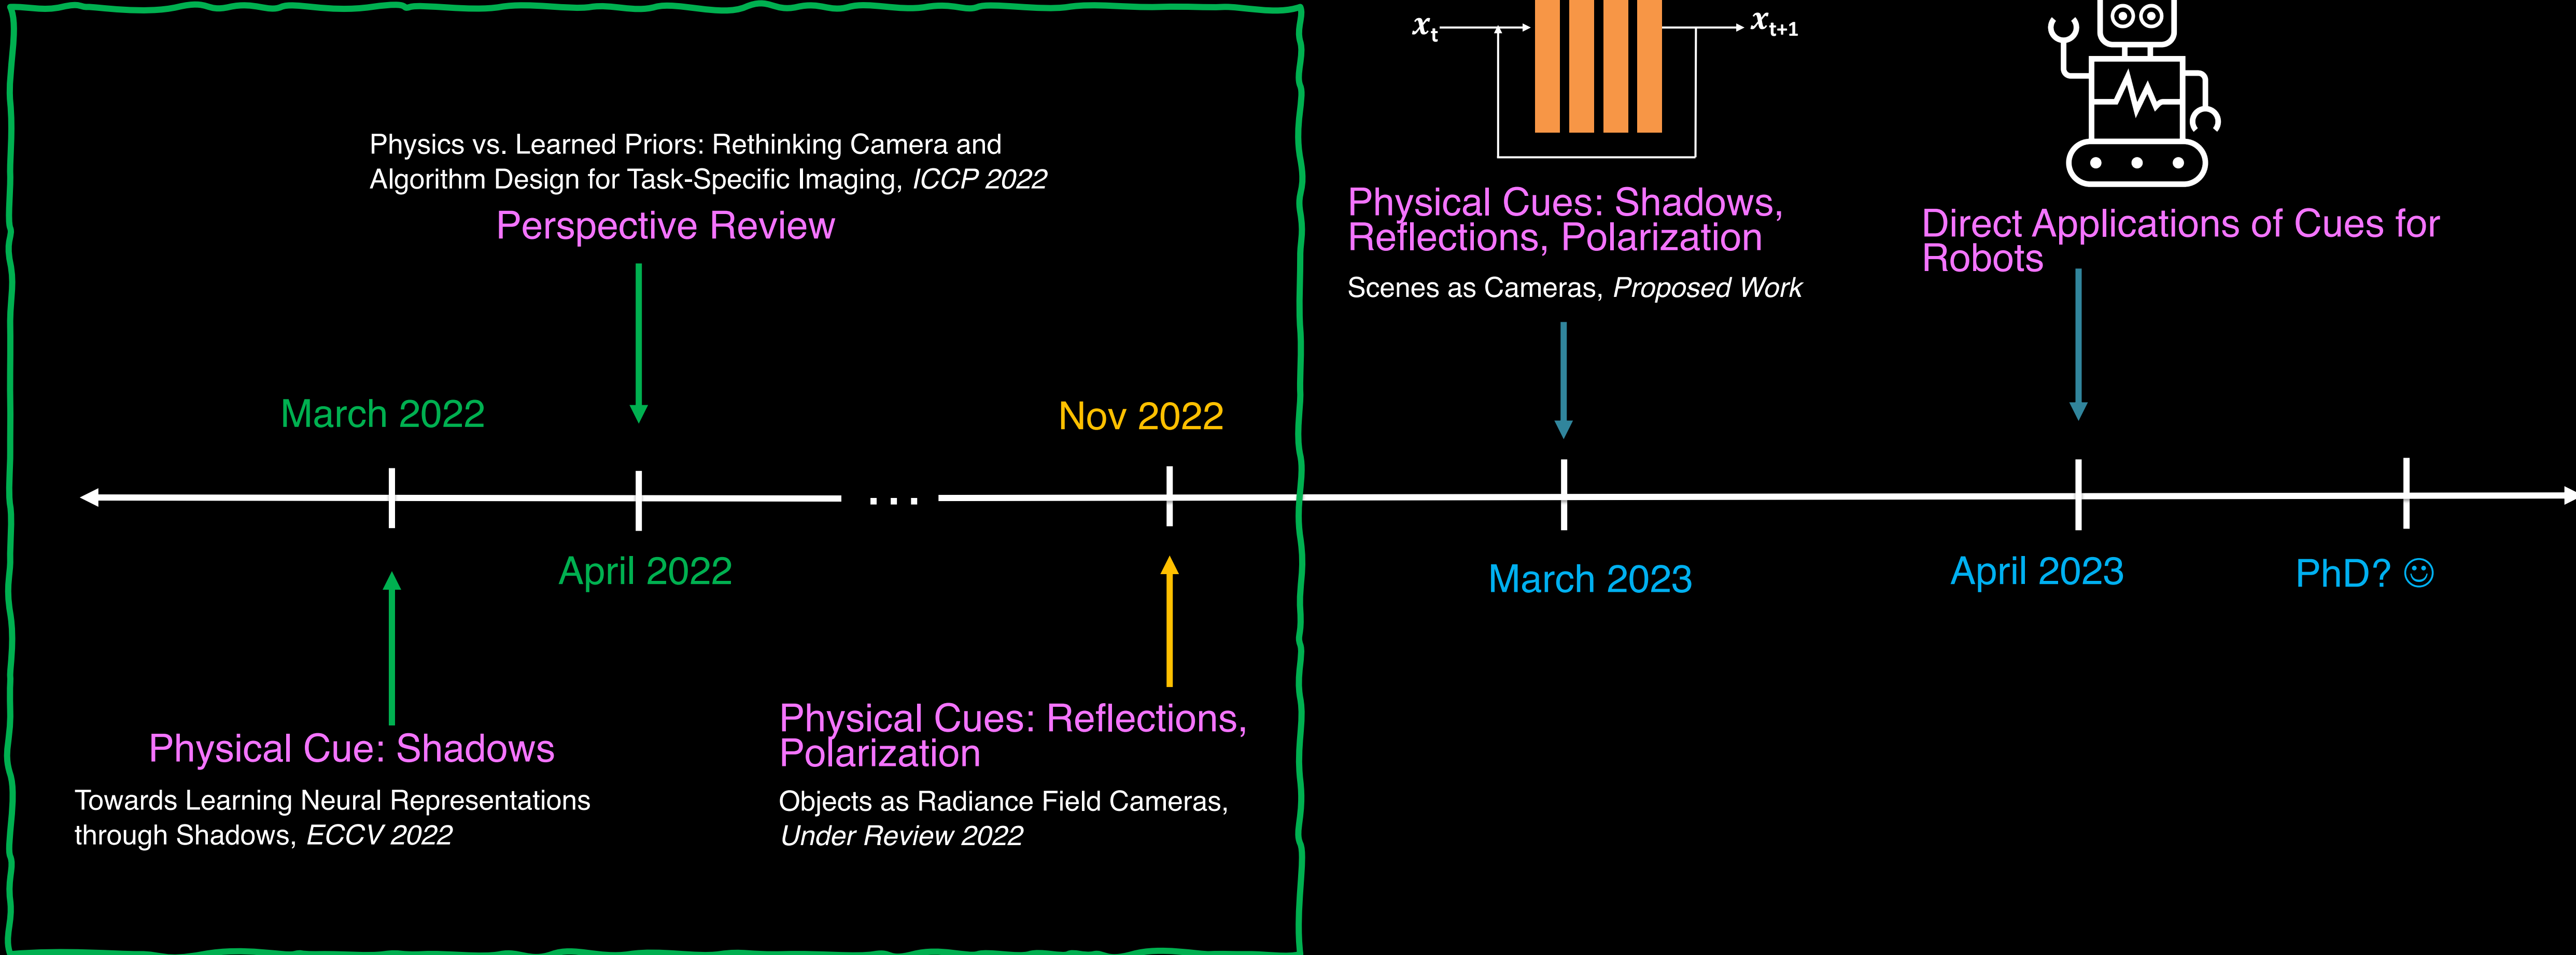 Physics vs. Learned Priors: Rethinking Camera and
Algorithm Design for Task-Specific Imaging, ICCP 2022
Perspective Review
March 2022
Nov 2022
April 2022
...
Physical Cue: Shadows
Towards Learning Neural Representations
through Shadows, ECCV 2022
Physical Cues: Reflections,
Polarization
Objects as Radiance Field Cameras,
Under Review 2022
xt
xt+1
Physical Cues: Shadows,
Reflections, Polarization
Scenes as Cameras, Proposed Work
Direct Applications of Cues for
Robots
March 2023
April 2023
PhD? ☺